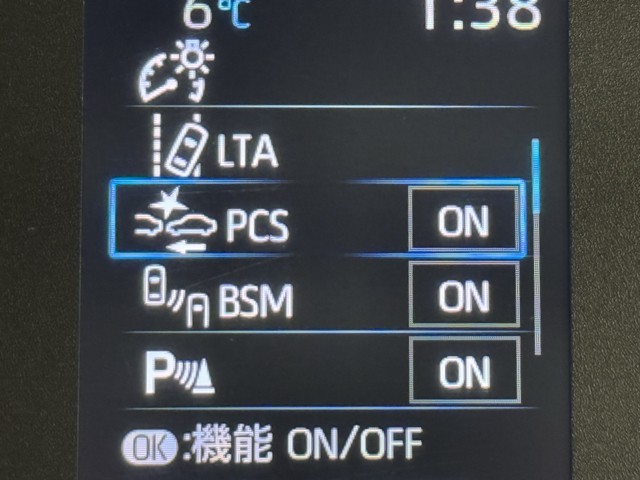 6°C 1:38
LTA
PCS ON
BSM ON
P ON
OK :機能 ON/OFF